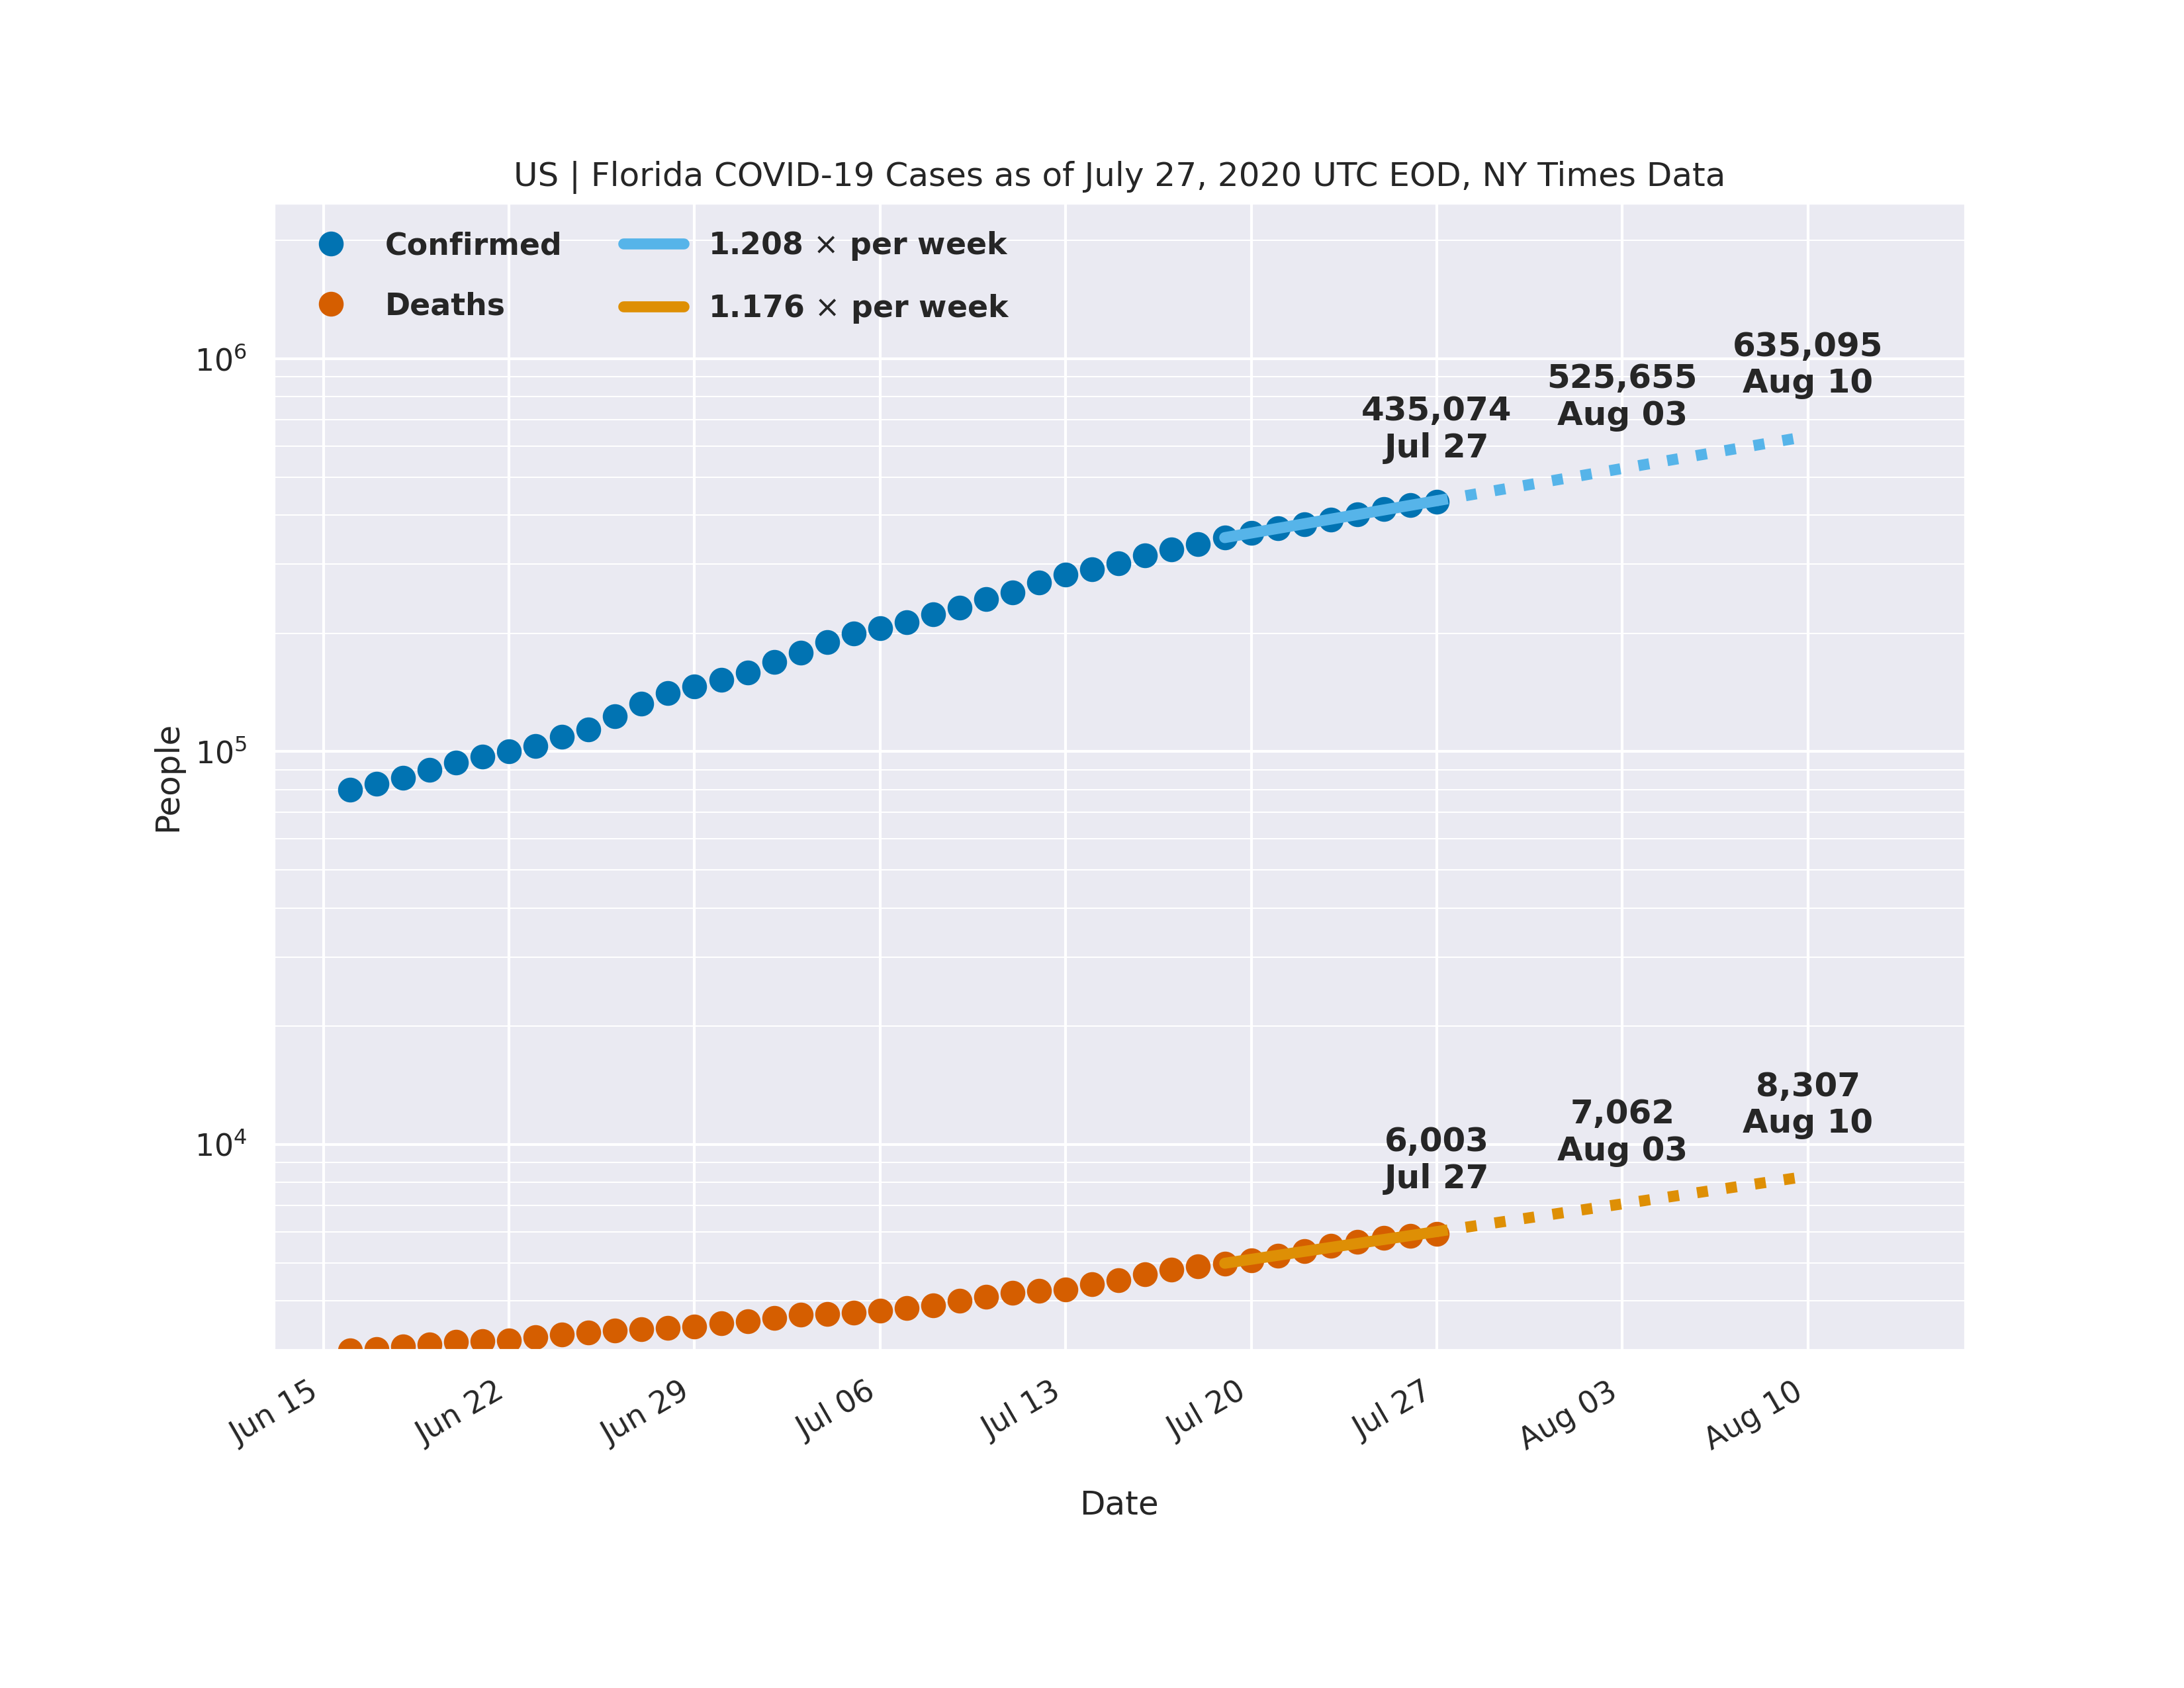 US | Florida COVID-19 Cases as of July 27, 2020 UTC EOD, NY Times Data
Confirmed
Deaths
1.208 × per week
1.176 × per week
635,095
Aug 10
525,655
Aug 03
435,074
Jul 27
8,307
Aug 10
7,062
Aug 03
6,003
Jul 27
10⁶
10⁵
10⁴
People
Jun 15
Jun 22
Jun 29
Jul 06
Jul 13
Jul 20
Jul 27
Aug 03
Aug 10
Date